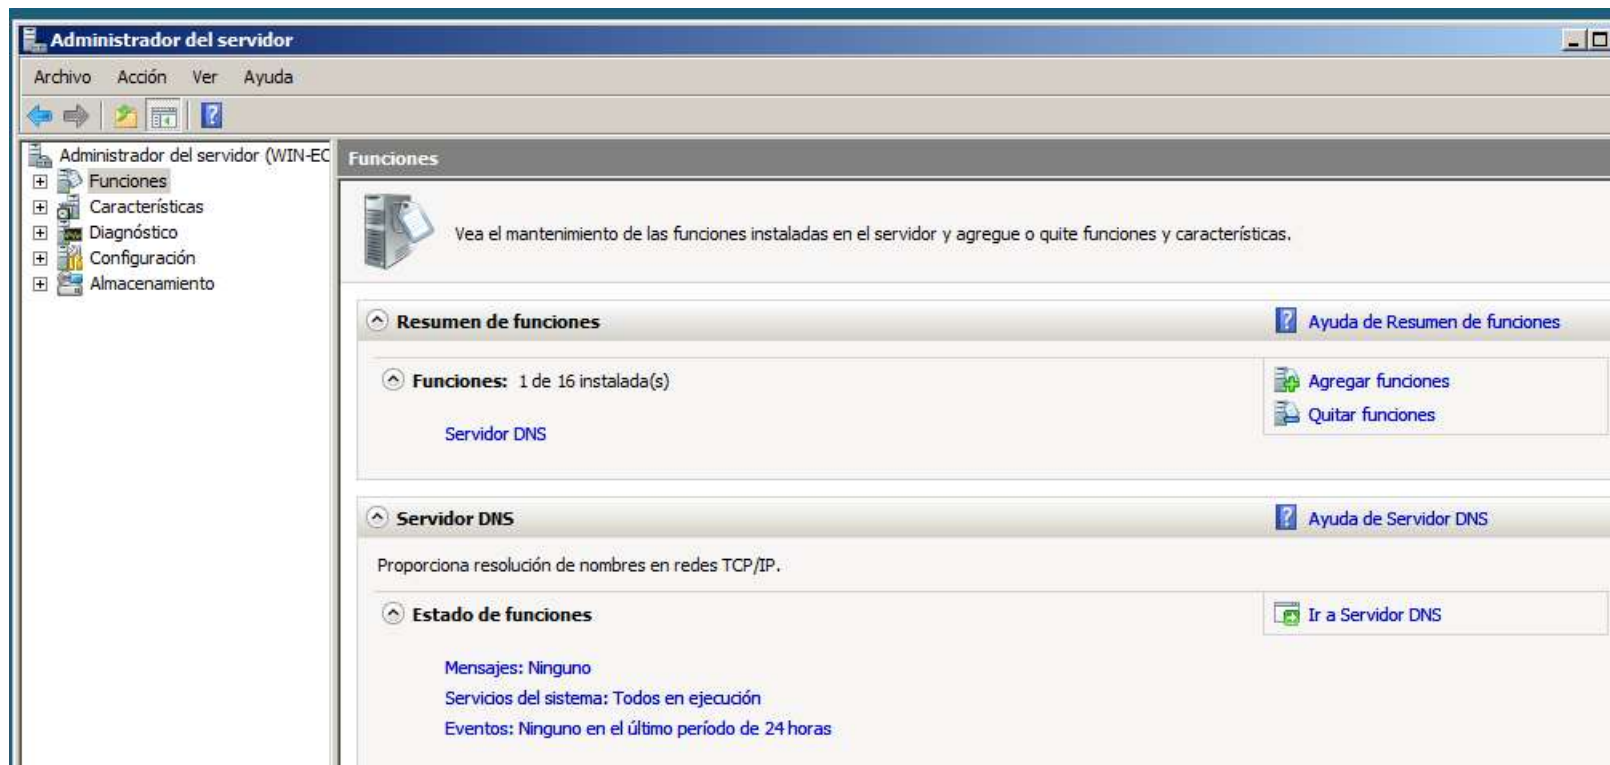 Administrador del servidor
Archivo Acción Ver Ayuda
Administrador del servidor (WIN-EC
Funciones
Características
Diagnóstico
Configuración
Almacenamiento
Funciones
Vea el mantenimiento de las funciones instaladas en el servidor y agregue o quite funciones y características.
Resumen de funciones
Ayuda de Resumen de funciones
Funciones: 1 de 16 instalada(s)
Agregar funciones
Quitar funciones
Servidor DNS
Servidor DNS
Ayuda de Servidor DNS
Proporciona resolución de nombres en redes TCP/IP.
Estado de funciones
Ir a Servidor DNS
Mensajes: Ninguno
Servicios del sistema: Todos en ejecución
Eventos: Ninguno en el último período de 24 horas